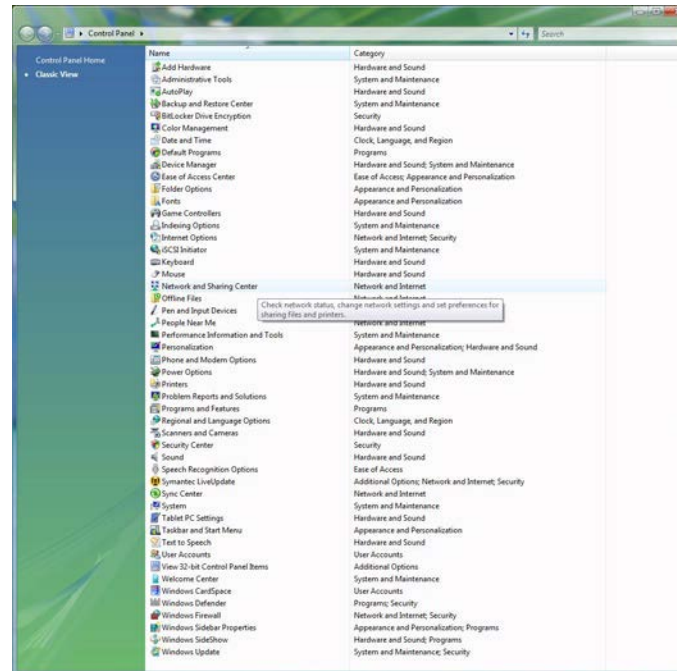 Control Panel
Search
Control Panel Home
Classic View
Name Category
Add Hardware Hardware and Sound
Administrative Tools System and Maintenance
AutoPlay Hardware and Sound
Backup and Restore Center System and Maintenance
BitLocker Drive Encryption Security
Color Management Hardware and Sound
Date and Time Clock, Language, and Region
Default Programs Programs
Device Manager Hardware and Sound; System and Maintenance
Ease of Access Center Ease of Access; Appearance and Personalization
Folder Options Appearance and Personalization
Fonts Appearance and Personalization
Game Controllers Hardware and Sound
Indexing Options System and Maintenance
Internet Options Network and Internet; Security
iSCSI Initiator System and Maintenance
Keyboard Hardware and Sound
Mouse Hardware and Sound
Network and Sharing Center Network and Internet
Offline Files Network and Internet
Check network status, change network settings and set preferences for
sharing files and printers.
Pen and Input Devices
People Near Me Network and Internet
Performance Information and Tools System and Maintenance
Personalization Appearance and Personalization; Hardware and Sound
Phone and Modem Options Hardware and Sound
Power Options Hardware and Sound; System and Maintenance
Printers Hardware and Sound
Problem Reports and Solutions System and Maintenance
Programs and Features Programs
Regional and Language Options Clock, Language, and Region
Scanners and Cameras Hardware and Sound
Security Center Security
Sound Hardware and Sound
Speech Recognition Options Ease of Access
Symantec LiveUpdate Additional Options; Network and Internet; Security
Sync Center Network and Internet
System System and Maintenance
Tablet PC Settings Hardware and Sound
Taskbar and Start Menu Appearance and Personalization
Text to Speech Hardware and Sound
User Accounts User Accounts
View 32-bit Control Panel Items Additional Options
Welcome Center System and Maintenance
Windows CardSpace User Accounts
Windows Defender Programs; Security
Windows Firewall Network and Internet; Security
Windows Sidebar Properties Appearance and Personalization; Programs
Windows SideShow Hardware and Sound; Programs
Windows Update System and Maintenance; Security